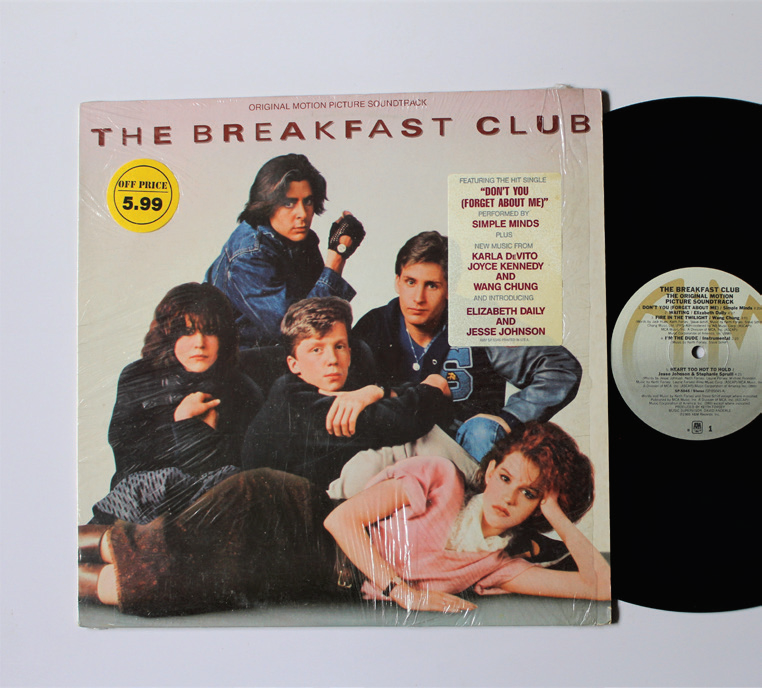 ORIGINAL MOTION PICTURE SOUNDTRACK
THE BREAKFAST CLUB
OFF PRICE
5.99
FEATURING THE HIT SINGLE
"DON'T YOU
(FORGET ABOUT ME)"
PERFORMED BY
SIMPLE MINDS
PLUS
NEW MUSIC FROM
KARLA DeVITO
JOYCE KENNEDY
AND
WANG CHUNG
AND INTRODUCING
ELIZABETH DAILY
AND
JESSE JOHNSON
S
THE BREAKFAST CLUB
THE ORIGINAL MOTION
PICTURE SOUNDTRACK
DON'T YOU (FORGET ABOUT ME) / Simple Minds
WAITING / Elizabeth Daily
FIRE IN THE TWILIGHT / Wang Chung
I'M THE DUDE / Instrumental
HEART TOO HOT TO HOLD /
Jesse Johnson & Stephanie Spruill
A&M
1